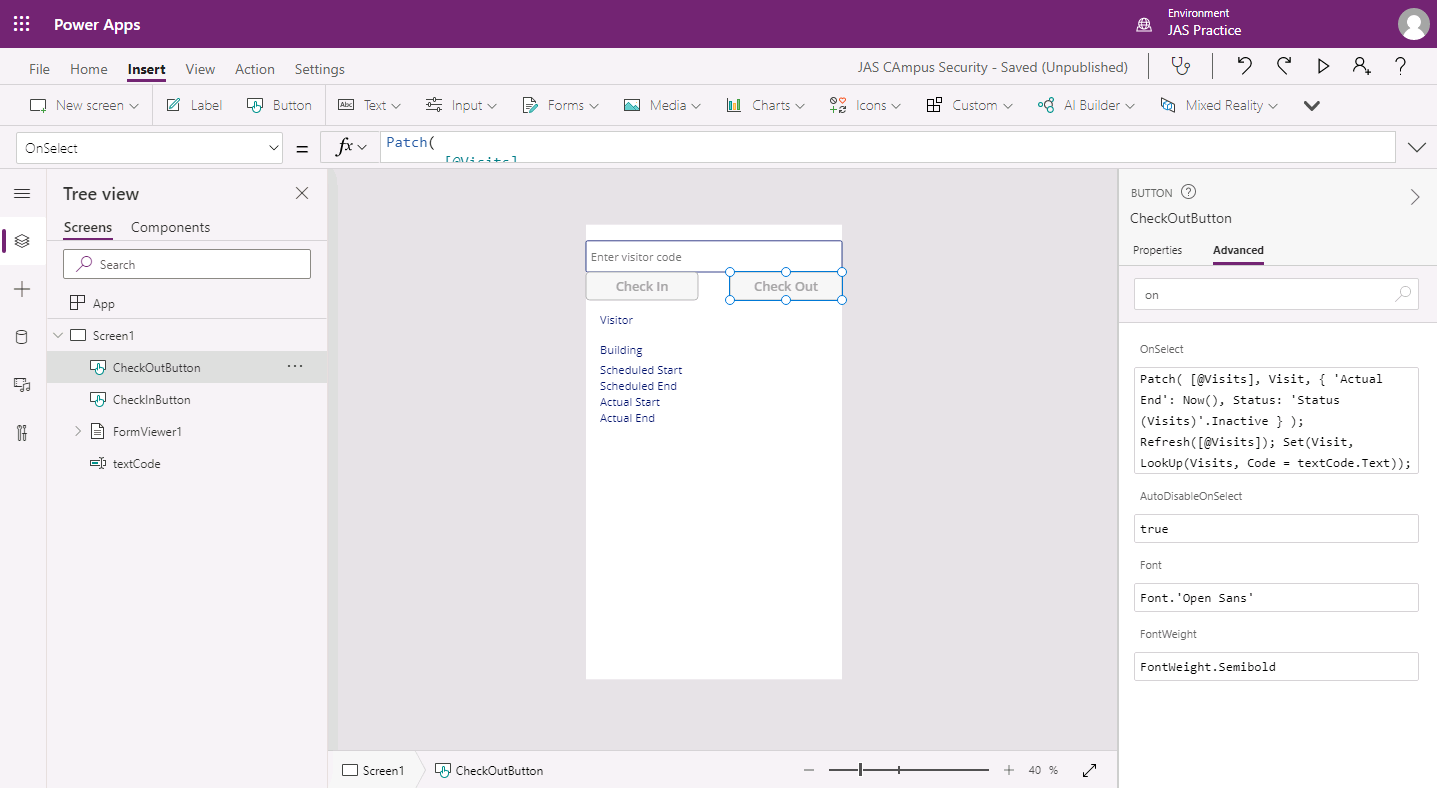 Power Apps
Environment
JAS Practice
File Home Insert View Action Settings
JAS CAmpus Security - Saved (Unpublished)
New screen Label Button Text Input Forms Media Charts Icons Custom AI Builder Mixed Reality
Abc
OnSelect
= fx
Patch(
[@Visits]
Tree view
Screens Components
Search
App
Screen1
CheckOutButton ...
CheckInButton
FormViewer1
textCode
Enter visitor code
Check In Check Out
Visitor
Building
Scheduled Start
Scheduled End
Actual Start
Actual End
Screen1 CheckOutButton
40 %
BUTTON ?
CheckOutButton
Properties Advanced
on
OnSelect
Patch( [@Visits], Visit, { 'Actual
End': Now(), Status: 'Status
(Visits)'.Inactive } );
Refresh([@Visits]); Set(Visit,
LookUp(Visits, Code = textCode.Text));
AutoDisableOnSelect
true
Font
Font.'Open Sans'
FontWeight
FontWeight.Semibold